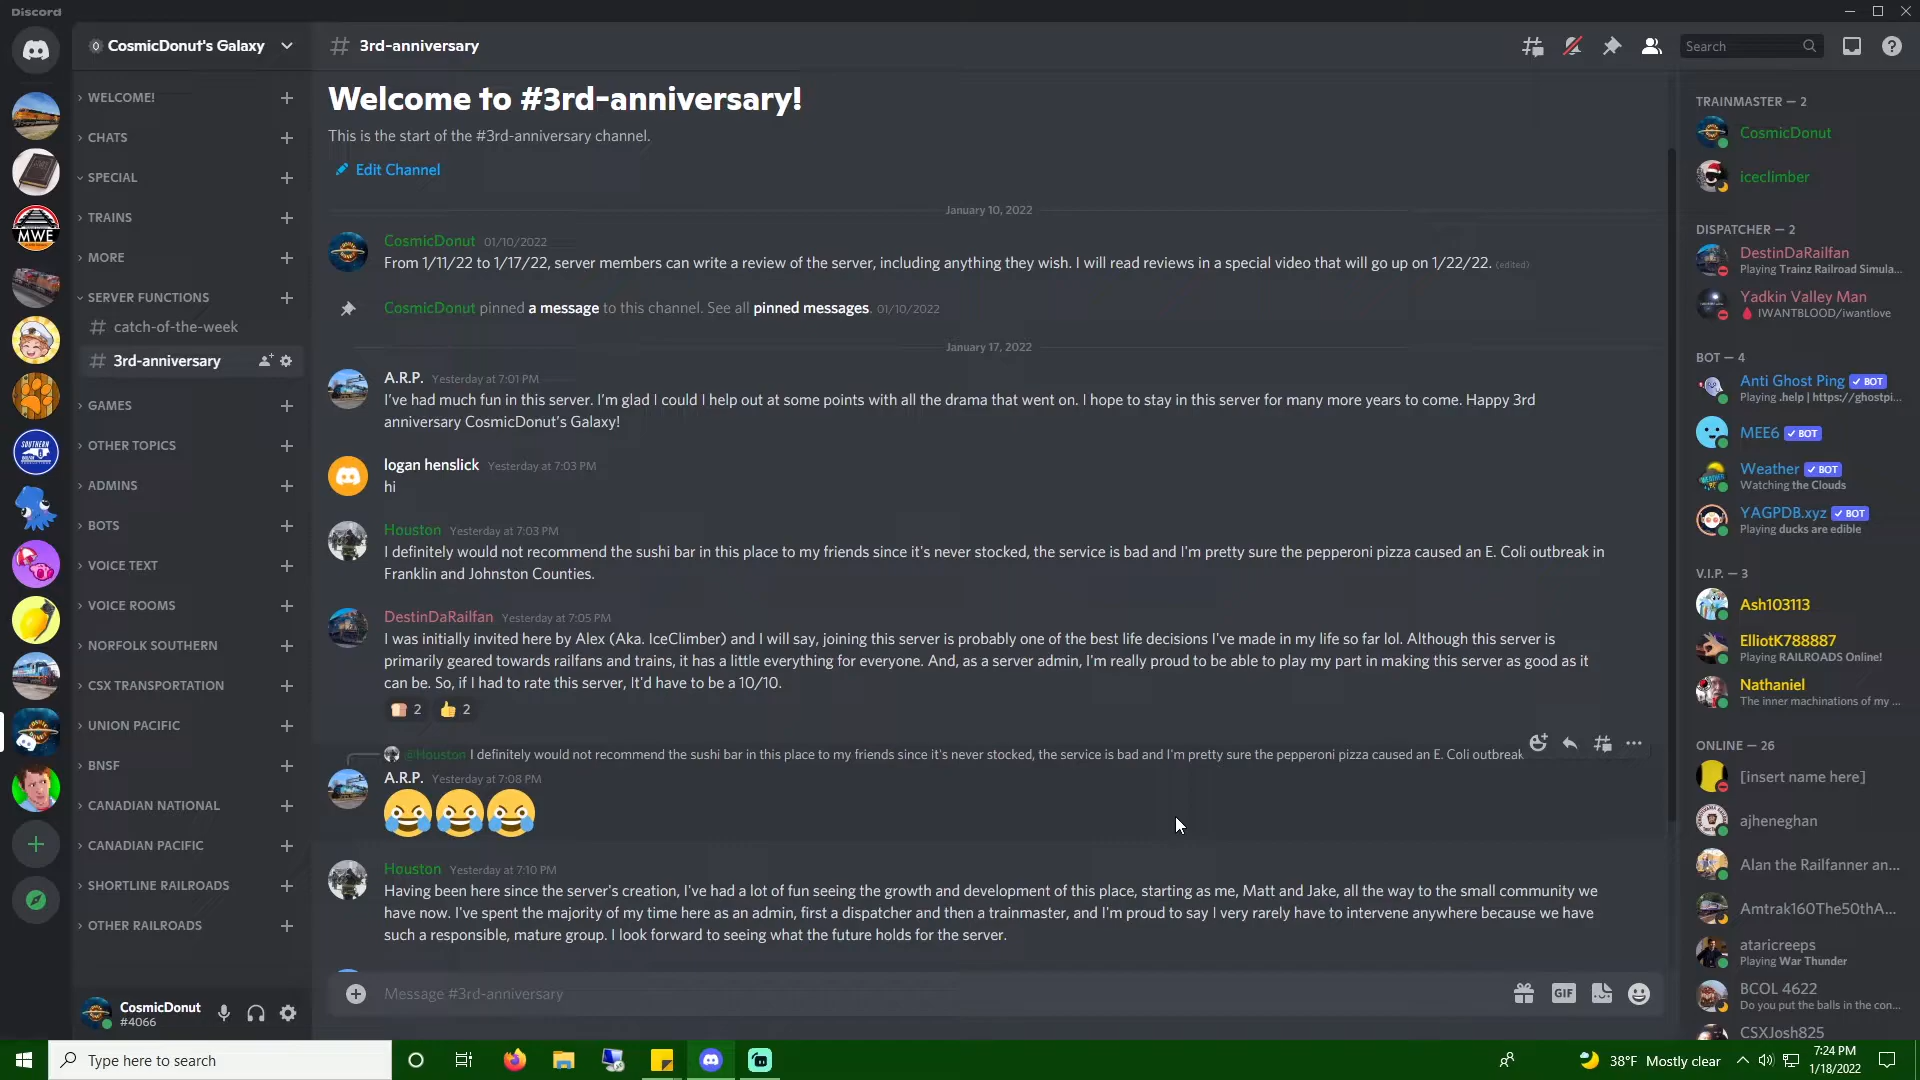 Discord
CosmicDonut's Galaxy
3rd-anniversary
Search
WELCOME!
CHATS
SPECIAL
TRAINS
MORE
SERVER FUNCTIONS
catch-of-the-week
3rd-anniversary
GAMES
OTHER TOPICS
ADMINS
BOTS
VOICE TEXT
VOICE ROOMS
NORFOLK SOUTHERN
CSX TRANSPORTATION
UNION PACIFIC
BNSF
CANADIAN NATIONAL
CANADIAN PACIFIC
SHORTLINE RAILROADS
OTHER RAILROADS
MWE
SOUTHERN
CosmicDonut
#4066
Welcome to #3rd-anniversary!
This is the start of the #3rd-anniversary channel.
Edit Channel
January 10, 2022
CosmicDonut 01/10/2022
From 1/11/22 to 1/17/22, server members can write a review of the server, including anything they wish. I will read reviews in a special video that will go up on 1/22/22. (edited)
CosmicDonut pinned a message to this channel. See all pinned messages. 01/10/2022
January 17, 2022
A.R.P. Yesterday at 7:01 PM
I've had much fun in this server. I'm glad I could I help out at some points with all the drama that went on. I hope to stay in this server for many more years to come. Happy 3rd
anniversary CosmicDonut's Galaxy!
logan henslick Yesterday at 7:03 PM
hi
Houston Yesterday at 7:03 PM
I definitely would not recommend the sushi bar in this place to my friends since it's never stocked, the service is bad and I'm pretty sure the pepperoni pizza caused an E. Coli outbreak in
Franklin and Johnston Counties.
DestinDaRailfan Yesterday at 7:05 PM
I was initially invited here by Alex (Aka. IceClimber) and I will say, joining this server is probably one of the best life decisions I've made in my life so far lol. Although this server is
primarily geared towards railfans and trains, it has a little everything for everyone. And, as a server admin, I'm really proud to be able to play my part in making this server as good as it
can be. So, if I had to rate this server, It'd have to be a 10/10.
2 2
@Houston I definitely would not recommend the sushi bar in this place to my friends since it's never stocked, the service is bad and I'm pretty sure the pepperoni pizza caused an E. Coli outbreak
A.R.P. Yesterday at 7:08 PM
Houston Yesterday at 7:10 PM
Having been here since the server's creation, I've had a lot of fun seeing the growth and development of this place, starting as me, Matt and Jake, all the way to the small community we
have now. I've spent the majority of my time here as an admin, first a dispatcher and then a trainmaster, and I'm proud to say I very rarely have to intervene anywhere because we have
such a responsible, mature group. I look forward to seeing what the future holds for the server.
Message #3rd-anniversary
GIF
TRAINMASTER — 2
CosmicDonut
iceclimber
DISPATCHER — 2
DestinDaRailfan
Playing Trainz Railroad Simula...
Yadkin Valley Man
IWANTBLOOD/iwantlove
BOT — 4
Anti Ghost Ping BOT
Playing .help | https://ghostpi...
MEE6 BOT
Weather BOT
Watching the Clouds
YAGPDB.xyz BOT
Playing ducks are edible
V.I.P. — 3
Ash103113
ElliotK788887
Playing RAILROADS Online!
Nathaniel
The inner machinations of my ...
ONLINE — 26
[insert name here]
ajheneghan
Alan the Railfanner an...
Amtrak160The50thA...
ataricreeps
Playing War Thunder
BCOL 4622
Do you put the balls in the con...
CSXJosh825
Type here to search
38°F Mostly clear
7:24 PM
1/18/2022